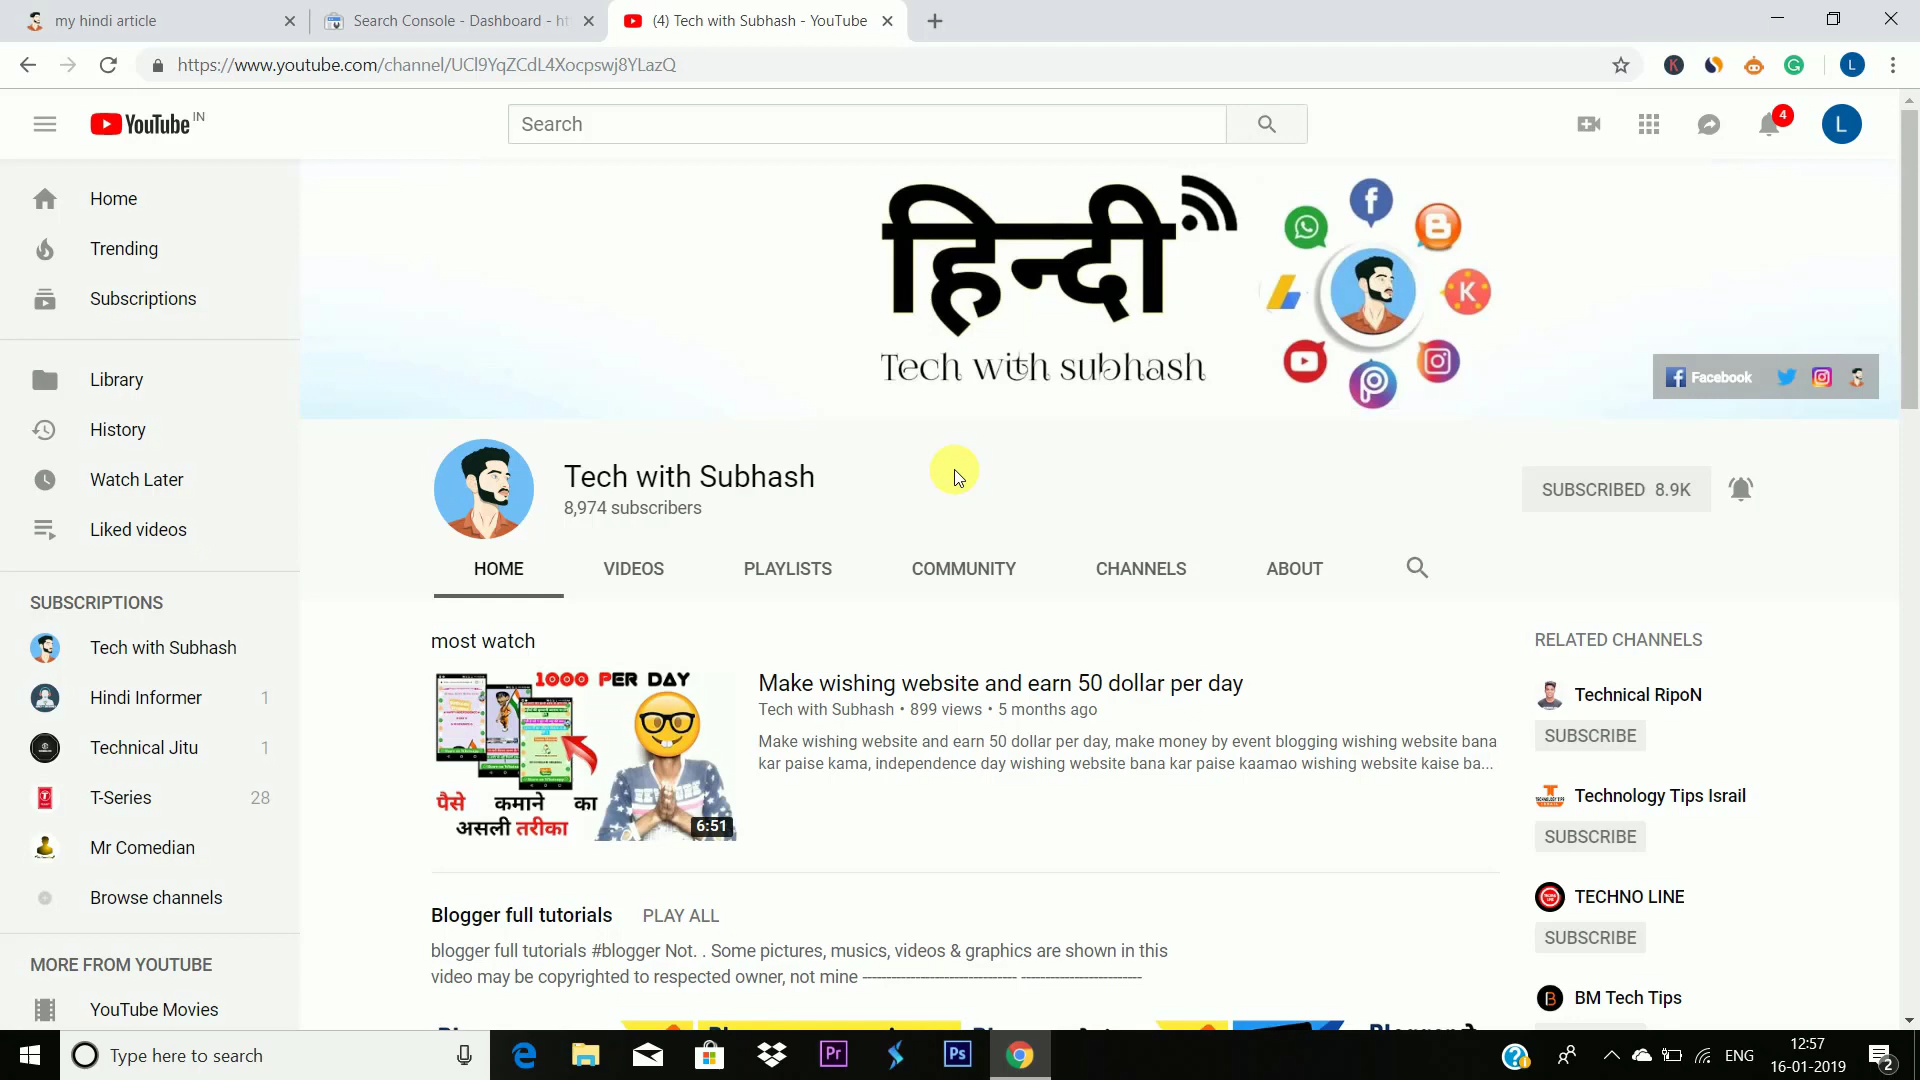 my hindi article
Search Console - Dashboard - ht
(4) Tech with Subhash - YouTube
https://www.youtube.com/channel/UCl9YqZCdL4Xocpswj8YLazQ
L
YouTube IN
Search
4
L
Home
Trending
Subscriptions
Library
History
Watch Later
Liked videos
SUBSCRIPTIONS
Tech with Subhash
Hindi Informer 1
Technical Jitu 1
T-Series 28
Mr Comedian
Browse channels
MORE FROM YOUTUBE
YouTube Movies
हिन्दी
Tech with subhash
K
Facebook
Tech with Subhash
8,974 subscribers
SUBSCRIBED 8.9K
HOME VIDEOS PLAYLISTS COMMUNITY CHANNELS ABOUT
most watch
1000 PER DAY
पैसे कमाने का
असली तरीका
6:51
Make wishing website and earn 50 dollar per day
Tech with Subhash • 899 views • 5 months ago
Make wishing website and earn 50 dollar per day, make money by event blogging wishing website bana
kar paise kama, independence day wishing website bana kar paise kaamao wishing website kaise ba...
Blogger full tutorials PLAY ALL
blogger full tutorials #blogger Not. . Some pictures, musics, videos & graphics are shown in this
video may be copyrighted to respected owner, not mine ------------------------------- -------------------------
RELATED CHANNELS
Technical RipoN
SUBSCRIBE
Technology Tips Israil
SUBSCRIBE
TECHNO LINE
SUBSCRIBE
BM Tech Tips
Type here to search
Pr
Ps
ENG
12:57
16-01-2019
2